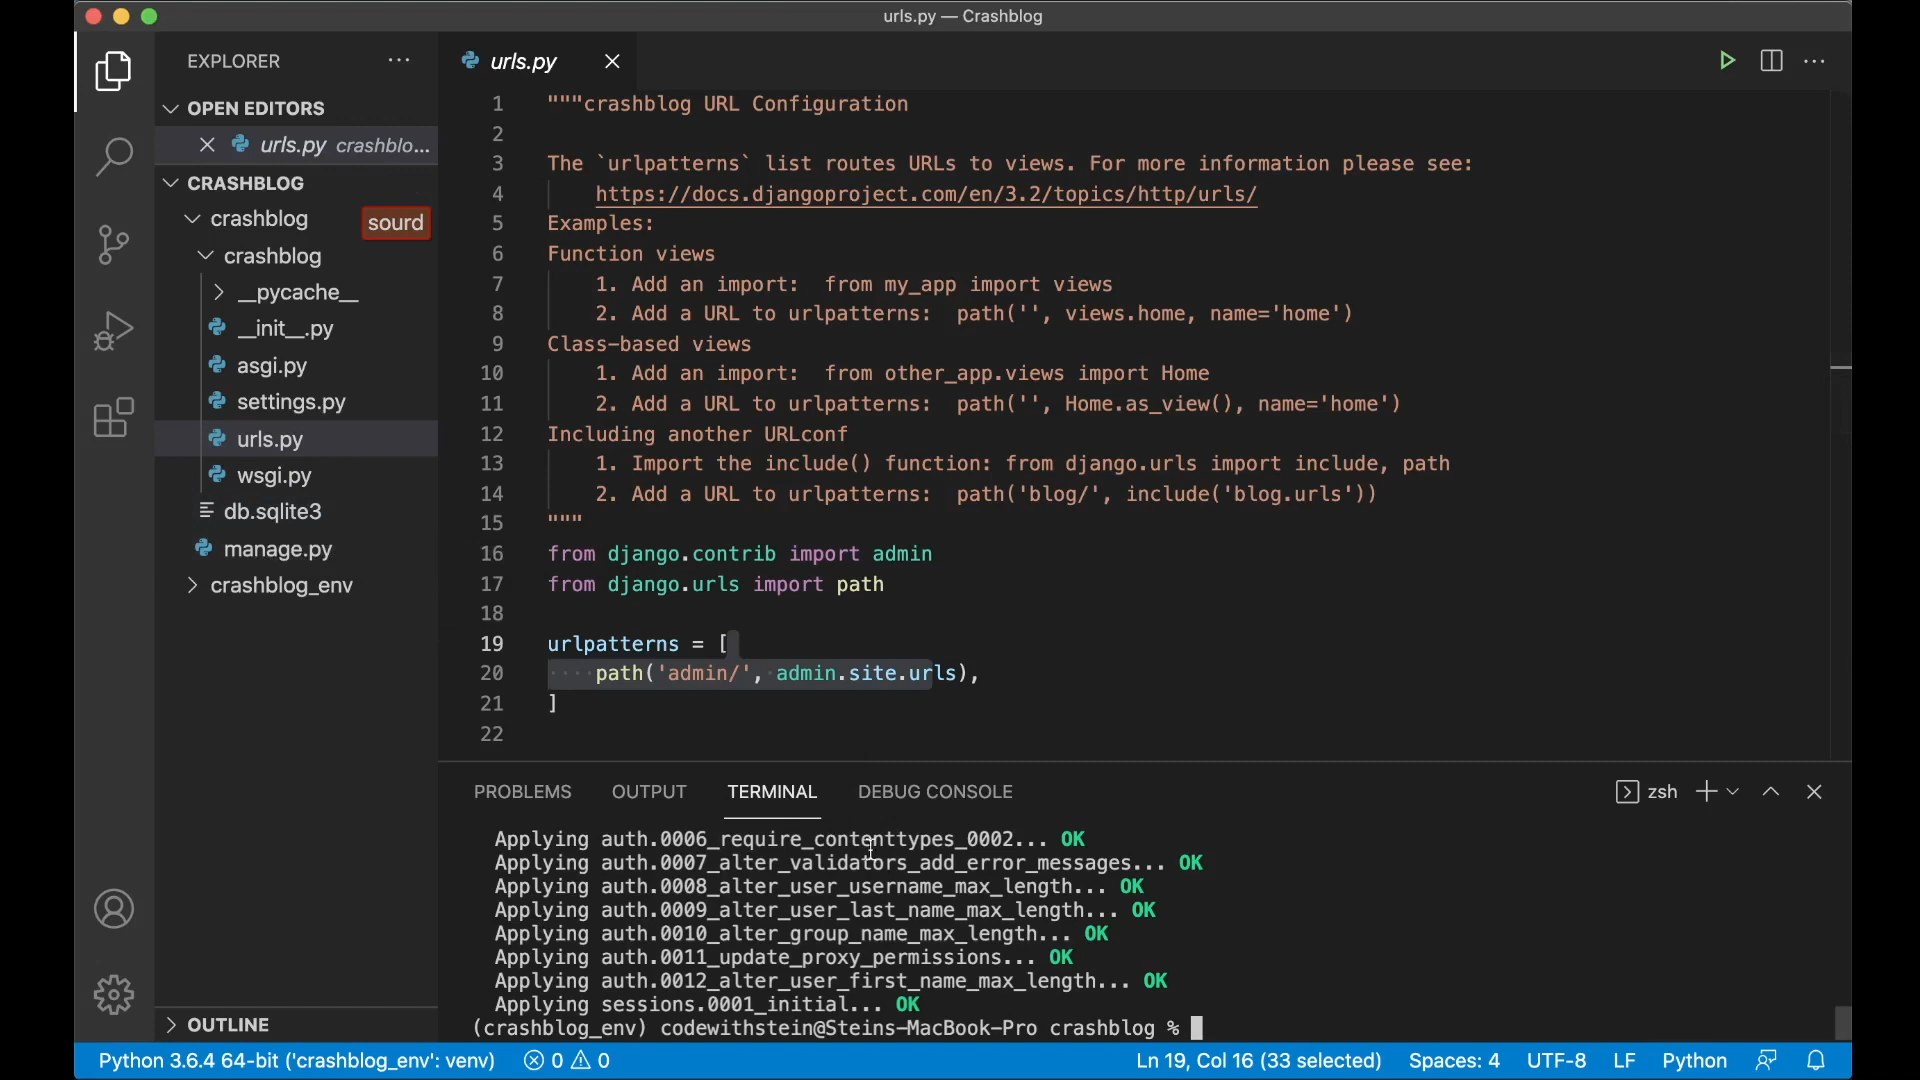 urls.py — Crashblog
EXPLORER
OPEN EDITORS
urls.py crashblo...
CRASHBLOG
crashblog
sourd
crashblog
__pycache__
__init__.py
asgi.py
settings.py
urls.py
wsgi.py
db.sqlite3
manage.py
crashblog_env
OUTLINE
urls.py
1 """crashblog URL Configuration
2
3 The `urlpatterns` list routes URLs to views. For more information please see:
4 https://docs.djangoproject.com/en/3.2/topics/http/urls/
5 Examples:
6 Function views
7 1. Add an import:  from my_app import views
8 2. Add a URL to urlpatterns:  path('', views.home, name='home')
9 Class-based views
10 1. Add an import:  from other_app.views import Home
11 2. Add a URL to urlpatterns:  path('', Home.as_view(), name='home')
12 Including another URLconf
13 1. Import the include() function: from django.urls import include, path
14 2. Add a URL to urlpatterns:  path('blog/', include('blog.urls'))
15 """
16 from django.contrib import admin
17 from django.urls import path
18
19 urlpatterns = [
20 path('admin/', admin.site.urls),
21 ]
22
PROBLEMS OUTPUT TERMINAL DEBUG CONSOLE zsh
Applying auth.0006_require_contenttypes_0002... OK
Applying auth.0007_alter_validators_add_error_messages... OK
Applying auth.0008_alter_user_username_max_length... OK
Applying auth.0009_alter_user_last_name_max_length... OK
Applying auth.0010_alter_group_name_max_length... OK
Applying auth.0011_update_proxy_permissions... OK
Applying auth.0012_alter_user_first_name_max_length... OK
Applying sessions.0001_initial... OK
(crashblog_env) codewithstein@Steins-MacBook-Pro crashblog %
Python 3.6.4 64-bit ('crashblog_env': venv) 0 0 Ln 19, Col 16 (33 selected) Spaces: 4 UTF-8 LF Python